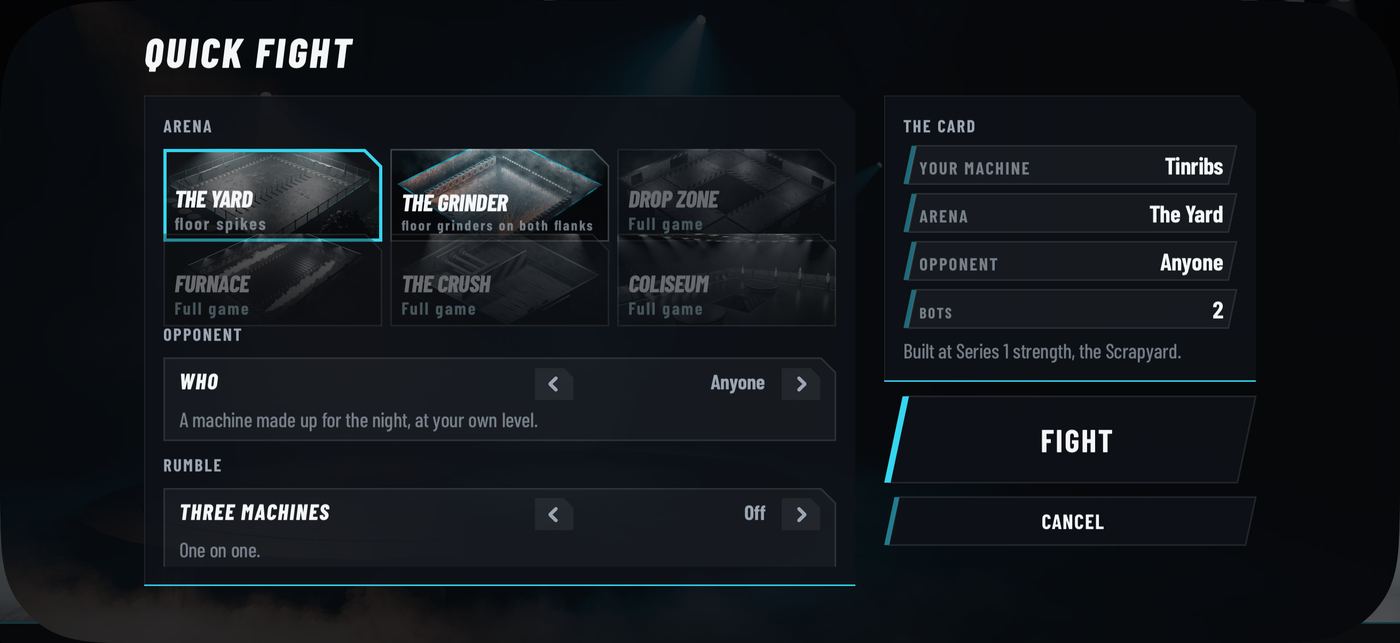 QUICK FIGHT
ARENA
THE YARD
floor spikes
THE GRINDER
floor grinders on both flanks
DROP ZONE
Full game
FURNACE
Full game
THE CRUSH
Full game
COLISEUM
Full game
OPPONENT
WHO
Anyone
A machine made up for the night, at your own level.
RUMBLE
THREE MACHINES
Off
One on one.
THE CARD
YOUR MACHINE Tinribs
ARENA The Yard
OPPONENT Anyone
BOTS 2
Built at Series 1 strength, the Scrapyard.
FIGHT
CANCEL